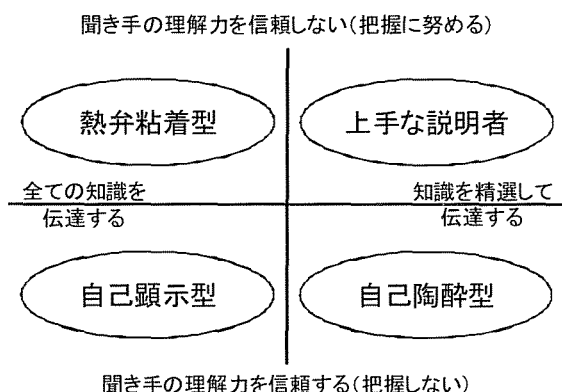 聞き手の理解力を信頼しない(把握に努める)
熱弁粘着型
上手な説明者
全ての知識を
伝達する
知識を精選して
伝達する
自己顕示型
自己陶酔型
聞き手の理解力を信頼する(把握しない)